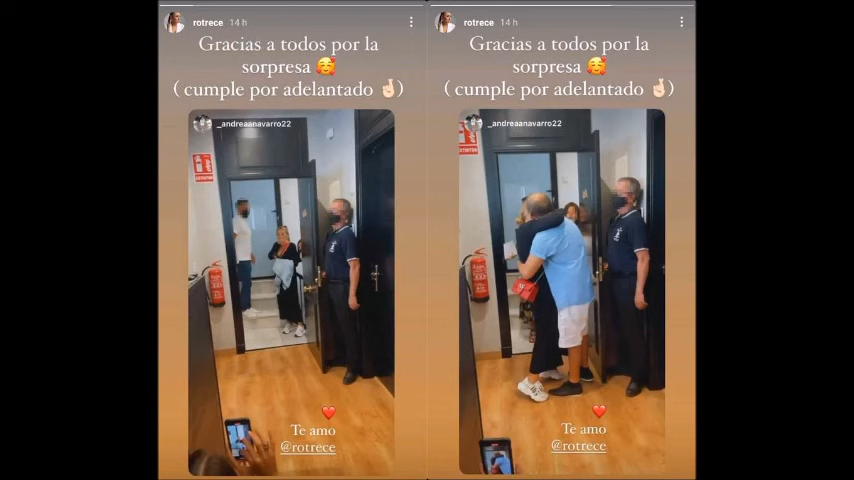 rotrece 14 h
Gracias a todos por la
sorpresa 🥰
( cumple por adelantado 🤞🏻)
_andreaanavarro22
EXTINTOR
❤️
Te amo
@rotrece
rotrece 14 h
Gracias a todos por la
sorpresa 🥰
( cumple por adelantado 🤞🏻)
_andreaanavarro22
❤️
Te amo
@rotrece